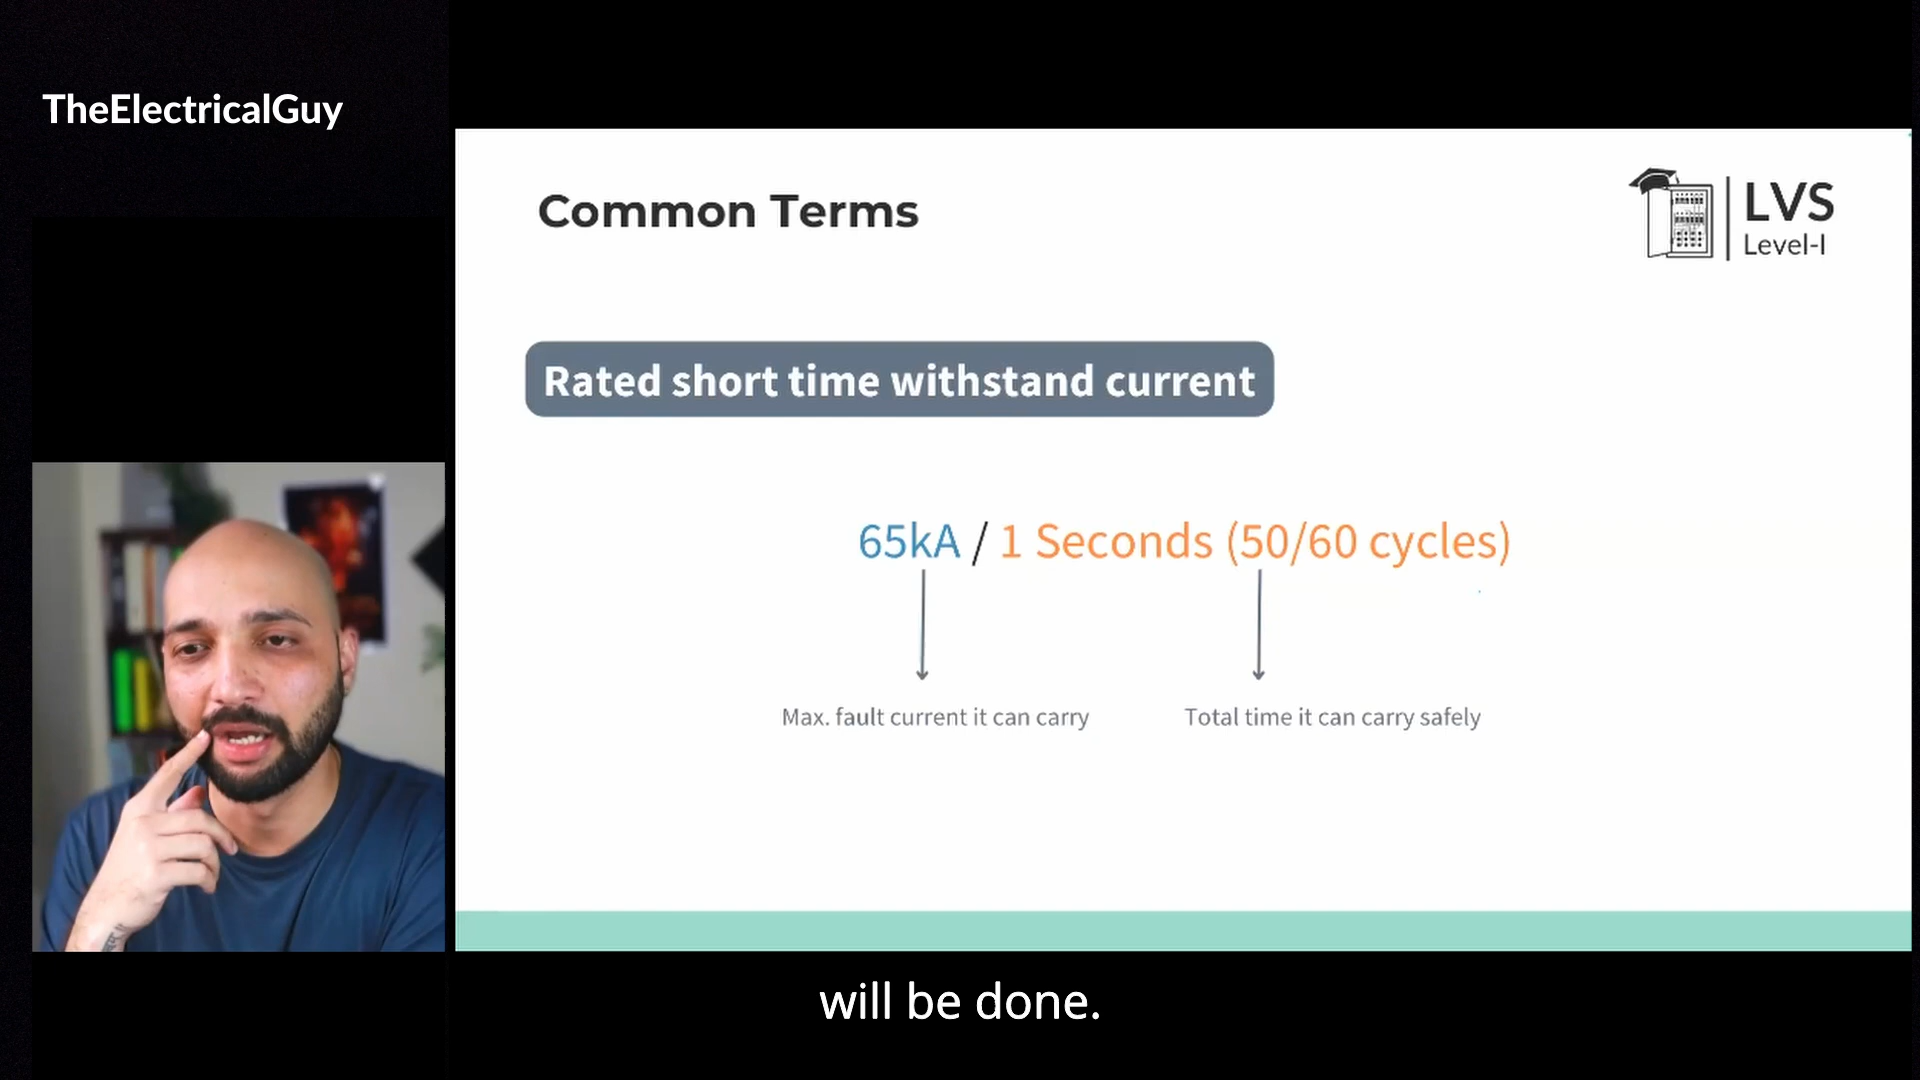 TheElectricalGuy
Common Terms
LVS
Level-I
Rated short time withstand current
65kA / 1 Seconds (50/60 cycles)
Max. fault current it can carry
Total time it can carry safely
will be done.